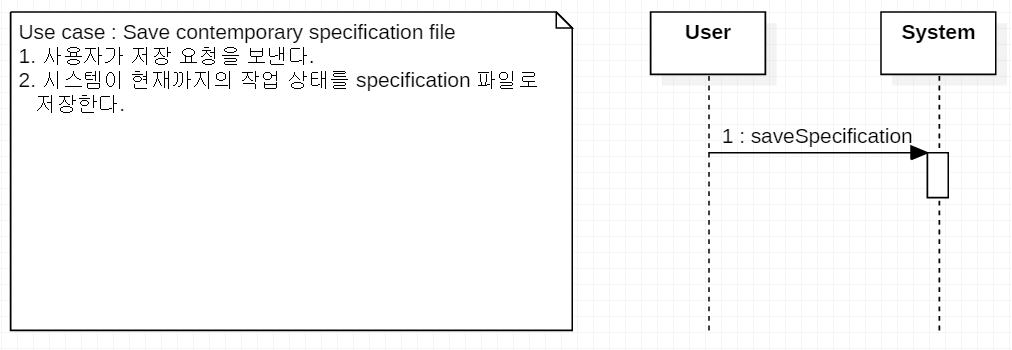 Use case : Save contemporary specification file
1. 사용자가 저장 요청을 보낸다.
2. 시스템이 현재까지의 작업 상태를 specification 파일로
저장한다.
User
System
1 : saveSpecification